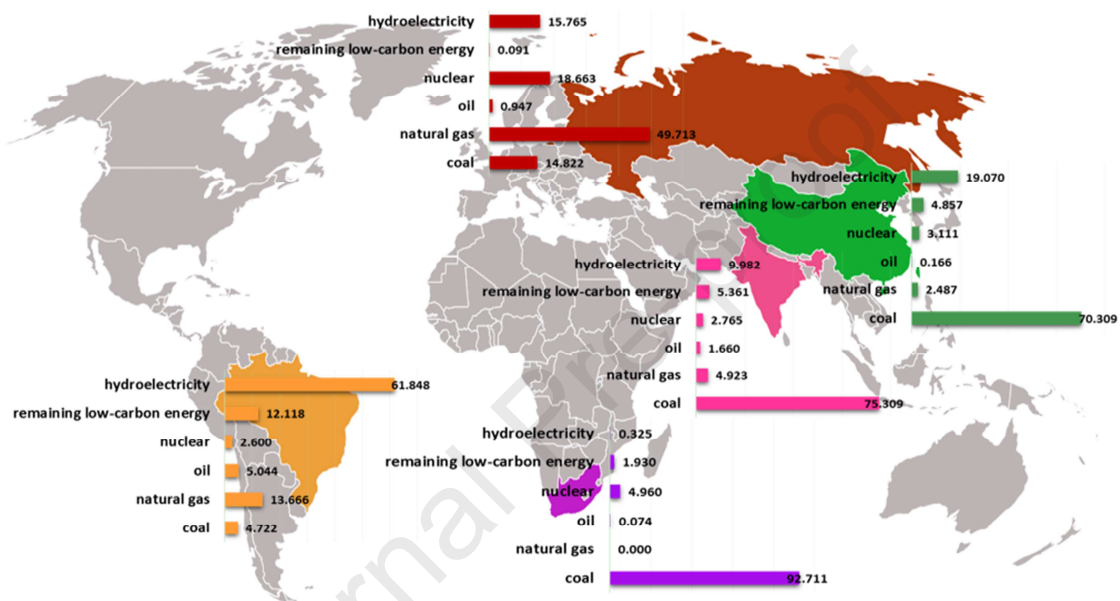 hydroelectricity 15.765
remaining low-carbon energy 0.091
nuclear 18.663
oil 0.947
natural gas 49.713
coal 14.822
hydroelectricity 19.070
remaining low-carbon energy 4.857
nuclear 3.111
oil 0.166
natural gas 2.487
coal 70.309
hydroelectricity 9.982
remaining low-carbon energy 5.361
nuclear 2.765
oil 1.660
natural gas 4.923
coal 75.309
hydroelectricity 61.848
remaining low-carbon energy 12.118
nuclear 2.600
oil 5.044
natural gas 13.666
coal 4.722
hydroelectricity 0.325
remaining low-carbon energy 1.930
nuclear 4.960
oil 0.074
natural gas 0.000
coal 92.711